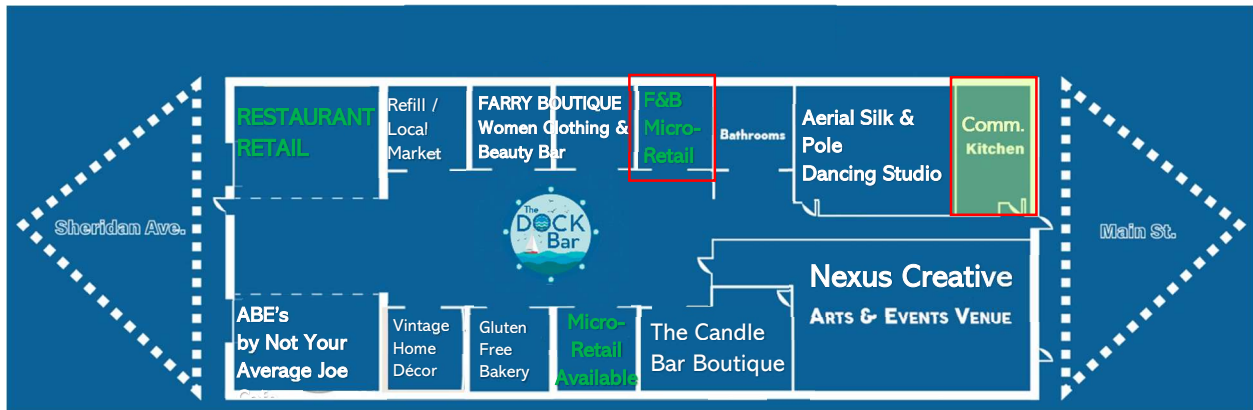 RESTAURANT
RETAIL
Refill /
Local
Market
FARRY BOUTIQUE
Women Clothing &
Beauty Bar
F&B
Micro-
Retail
Bathrooms
Aerial Silk &
Pole
Dancing Studio
Comm.
Kitchen
Sheridan Ave.
The
DOCK
Bar
Main St.
Nexus Creative
ARTS & EVENTS VENUE
ABE's
by Not Your
Average Joe
Vintage
Home
Décor
Gluten
Free
Bakery
Micro-
Retail
Available
The Candle
Bar Boutique